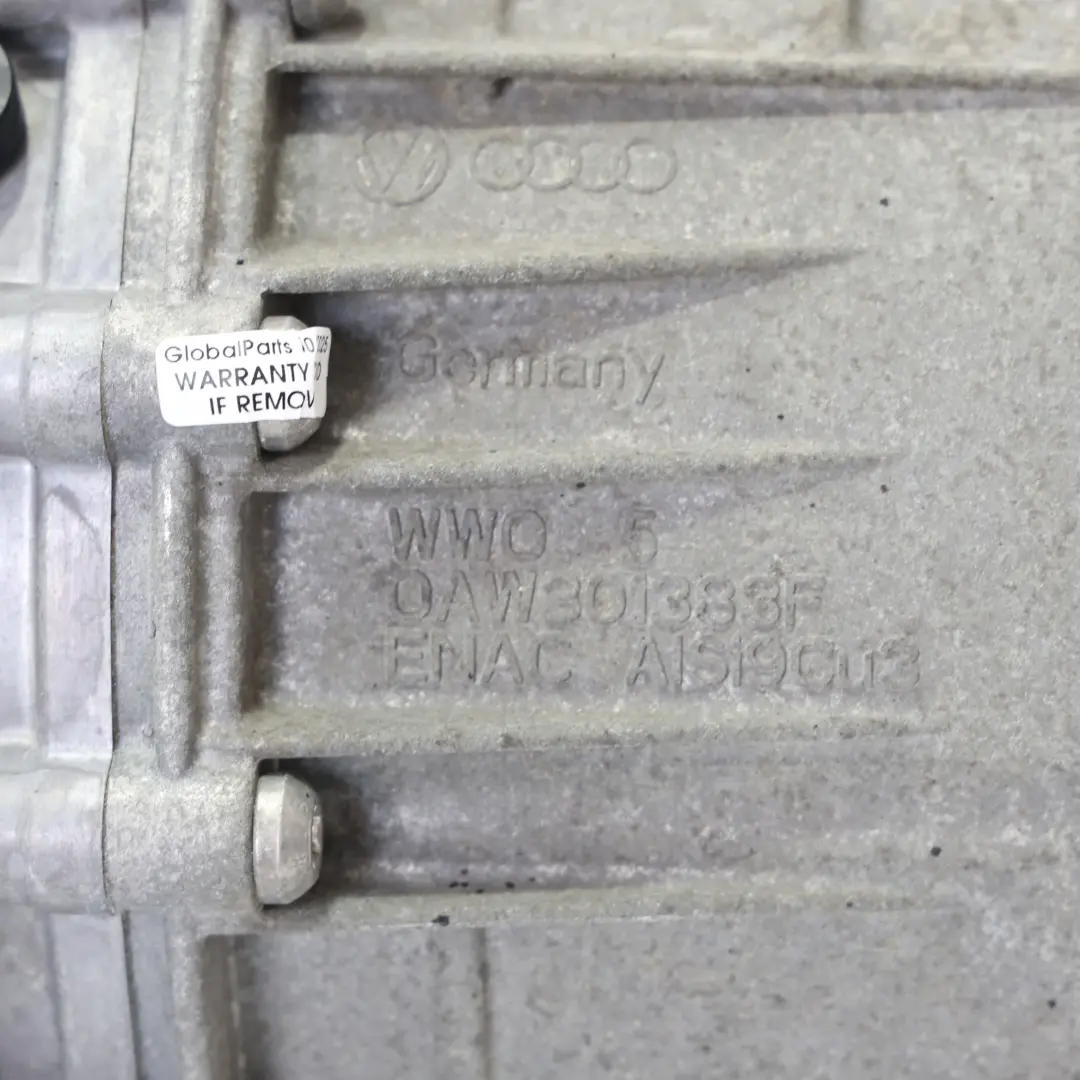 GlobalParts
WARRANTY
IF REMOV
Germany
WWO 5
0AW301383F
ENAC AlSi9Cu3